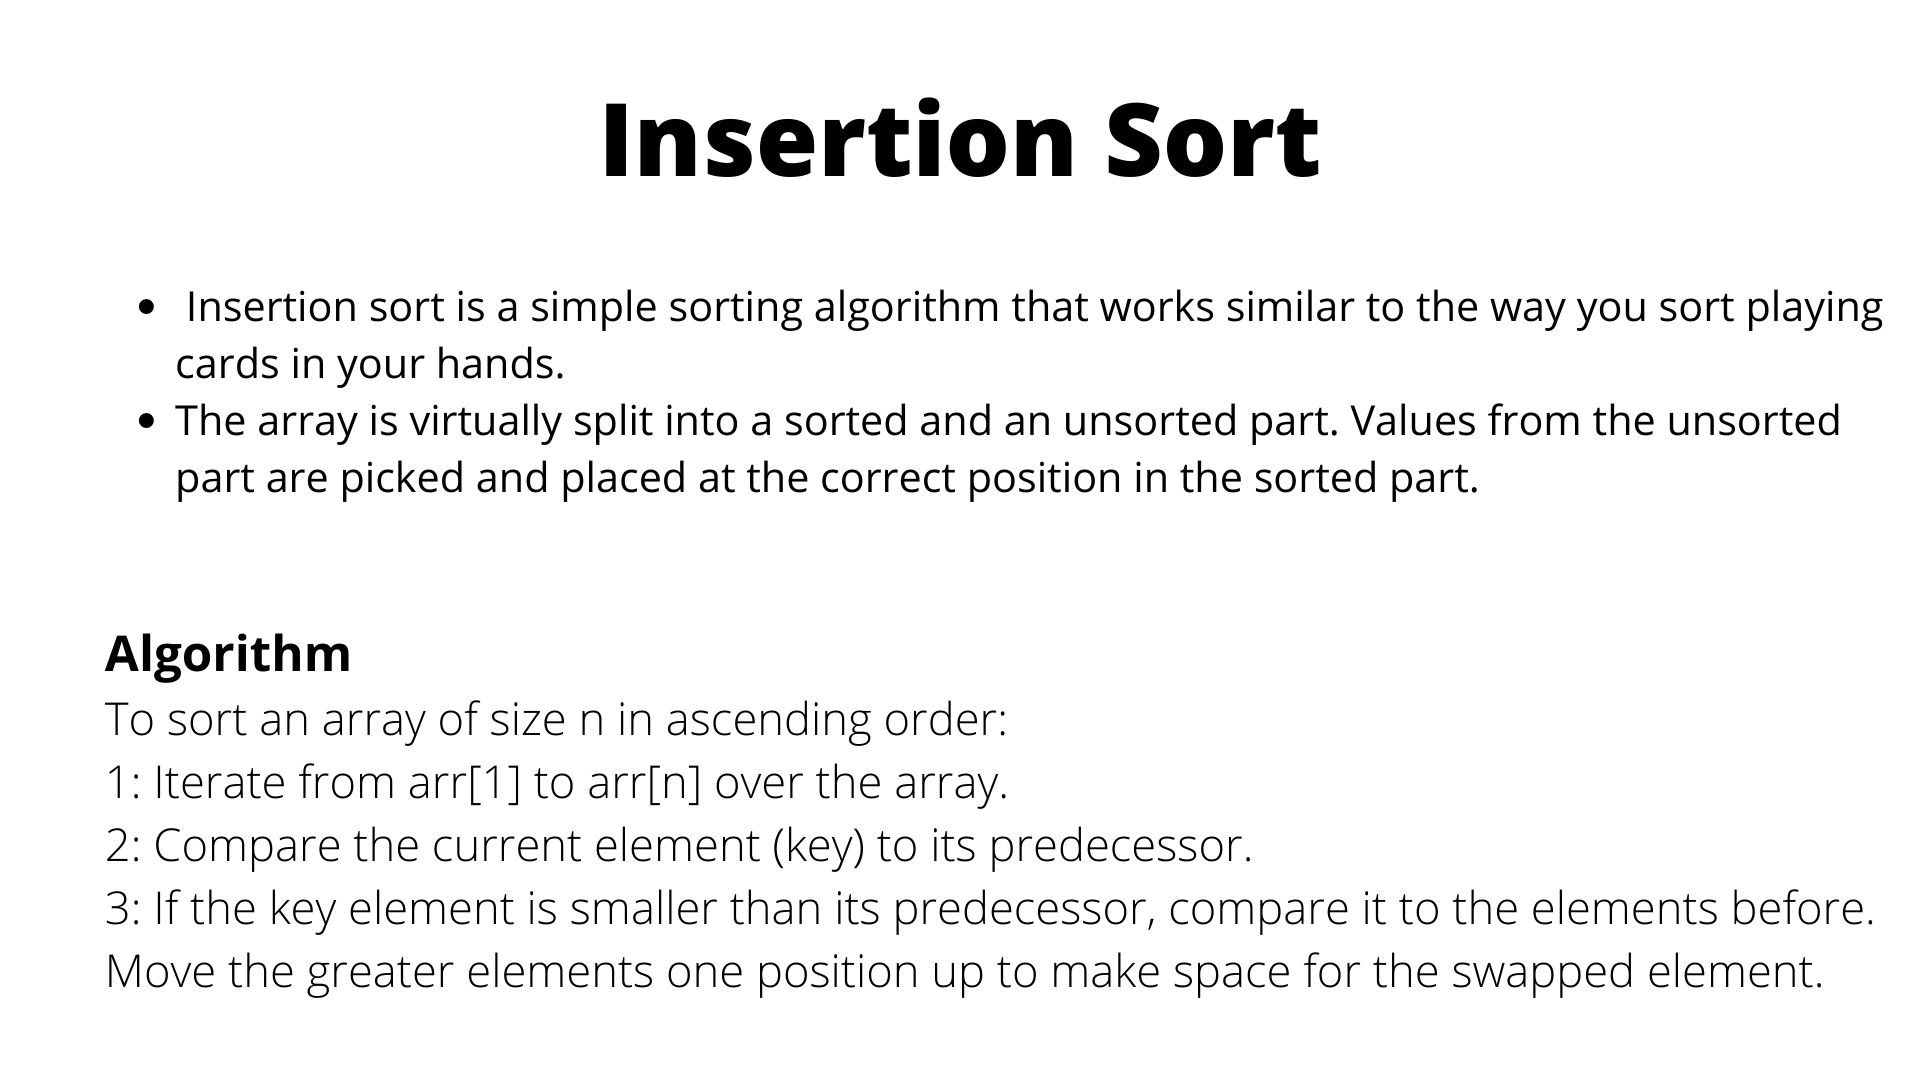 Insertion Sort
• Insertion sort is a simple sorting algorithm that works similar to the way you sort playing
cards in your hands.
• The array is virtually split into a sorted and an unsorted part. Values from the unsorted
part are picked and placed at the correct position in the sorted part.
Algorithm
To sort an array of size n in ascending order:
1: Iterate from arr[1] to arr[n] over the array.
2: Compare the current element (key) to its predecessor.
3: If the key element is smaller than its predecessor, compare it to the elements before.
Move the greater elements one position up to make space for the swapped element.